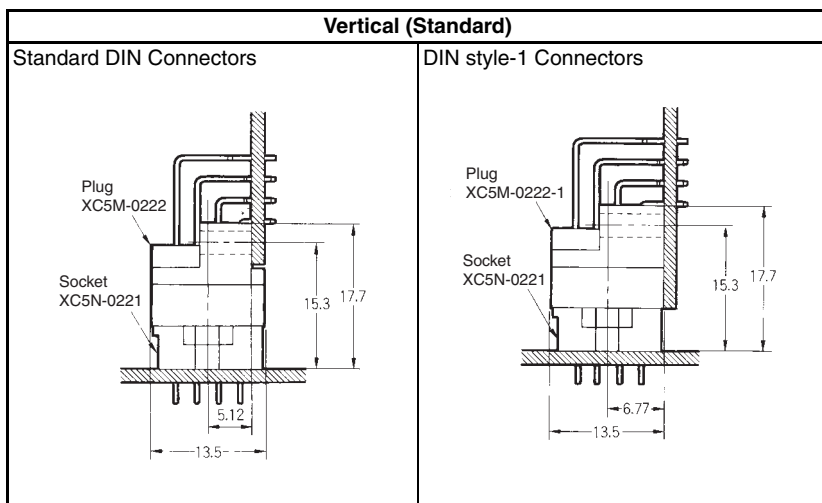 Vertical (Standard)
Standard DIN Connectors
Plug
XC5M-0222
Socket
XC5N-0221
15.3
17.7
5.12
13.5
DIN style-1 Connectors
Plug
XC5M-0222-1
Socket
XC5N-0221
15.3
17.7
6.77
13.5